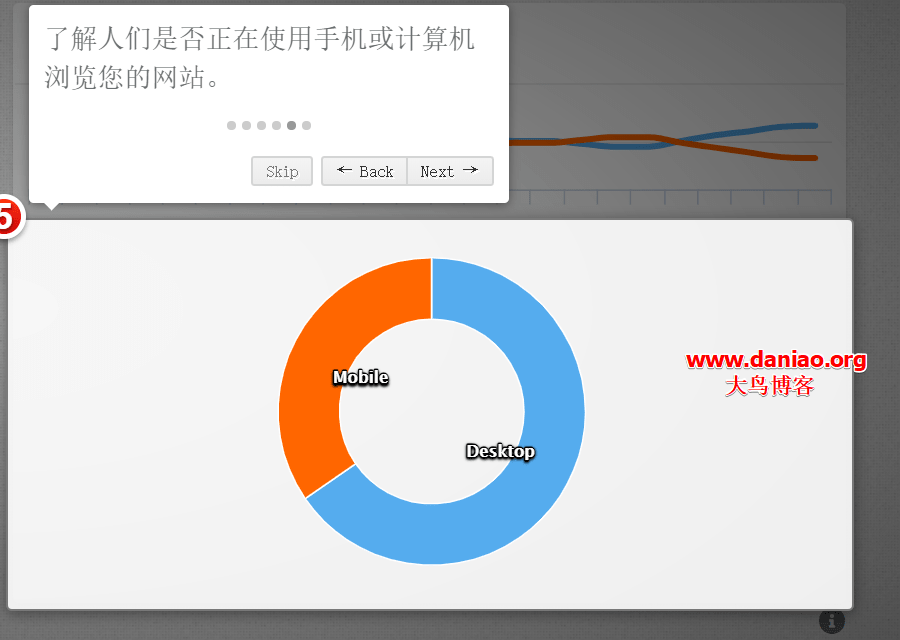 了解人们是否正在使用手机或计算机
浏览您的网站。
Skip
← Back
Next →
5
Mobile
Desktop
www.daniao.org
大鸟博客
i